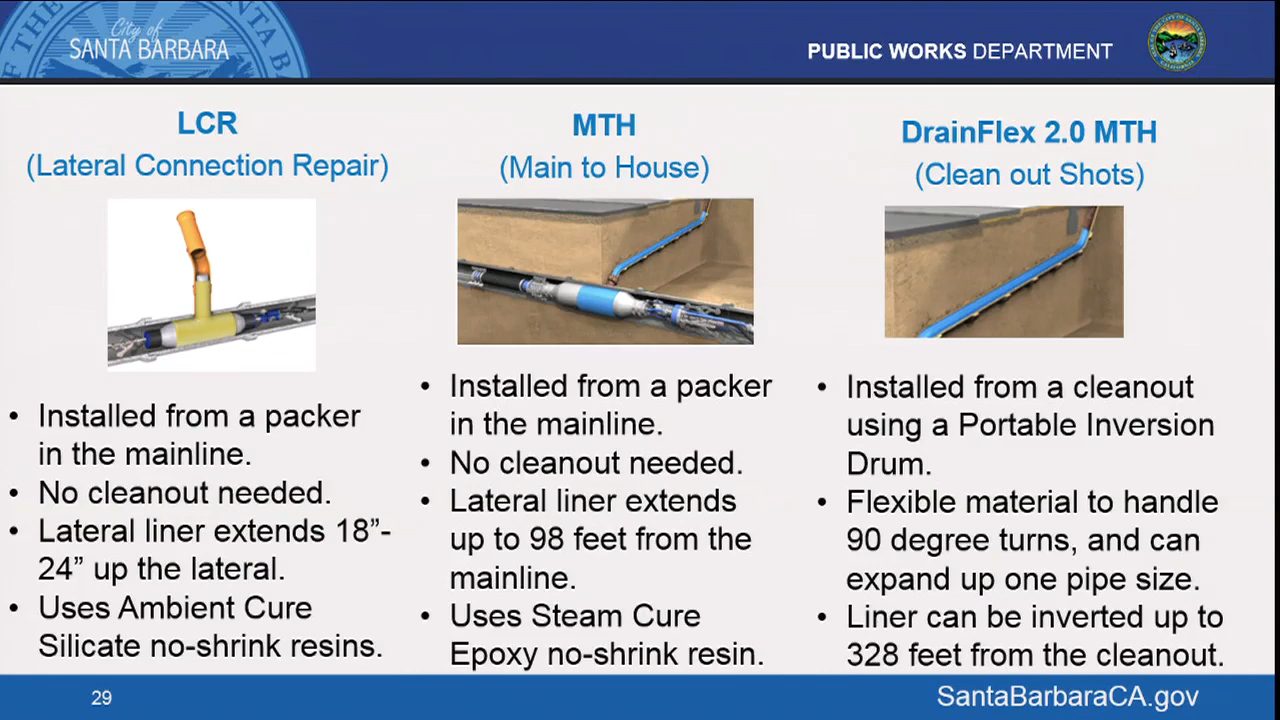 City of
SANTA BARBARA
PUBLIC WORKS DEPARTMENT
LCR
(Lateral Connection Repair)
• Installed from a packer
in the mainline.
• No cleanout needed.
• Lateral liner extends 18”-
24” up the lateral.
• Uses Ambient Cure
Silicate no-shrink resins.
MTH
(Main to House)
• Installed from a packer
in the mainline.
• No cleanout needed.
• Lateral liner extends
up to 98 feet from the
mainline.
• Uses Steam Cure
Epoxy no-shrink resin.
DrainFlex 2.0 MTH
(Clean out Shots)
• Installed from a cleanout
using a Portable Inversion
Drum.
• Flexible material to handle
90 degree turns, and can
expand up one pipe size.
• Liner can be inverted up to
328 feet from the cleanout.
29
SantaBarbaraCA.gov